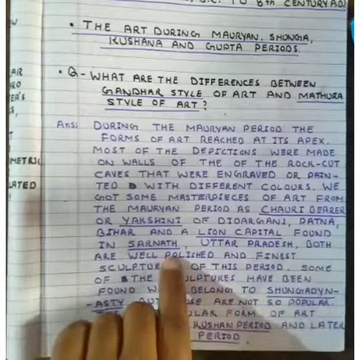 TO 8TH CENTURY AD)
• THE ART DURING MAURYAN, SHUNGA,
KUSHANA AND GUPTA PERIODS.
• Q- WHAT ARE THE DIFFERENCES BETWEEN
GANDHAR STYLE OF ART AND MATHURA
STYLE OF ART?
Ans: DURING THE MAURYAN PERIOD THE
FORMS OF ART REACHED AT ITS APEX.
MOST OF THE DEPICTIONS WERE MADE
ON WALLS OF THE OF THE ROCK-CUT
CAVES THAT WERE ENGRAVED OR PAIN-
TED WITH DIFFERENT COLOURS. WE
GOT SOME MASTERPIECES OF ART FROM
THE MAURYAN PERIOD AS CHAURI BEARER
OR YAKSHINI OF DIDARGANJ, PATNA,
BIHAR AND A LION CAPITAL FOUND
IN SARNATH, UTTAR PRADESH, BOTH
ARE WELL POLISHED AND FINEST
SCULPTURE OF THIS PERIOD. SOME
OF SCULPTURES HAVE BEEN
FOUND BELONG TO SHUNGA DYN-
-ASTY ARE NOT SO POPULAR.
FORM OF ART
KUSHAN PERIOD AND LATER
PERIOD